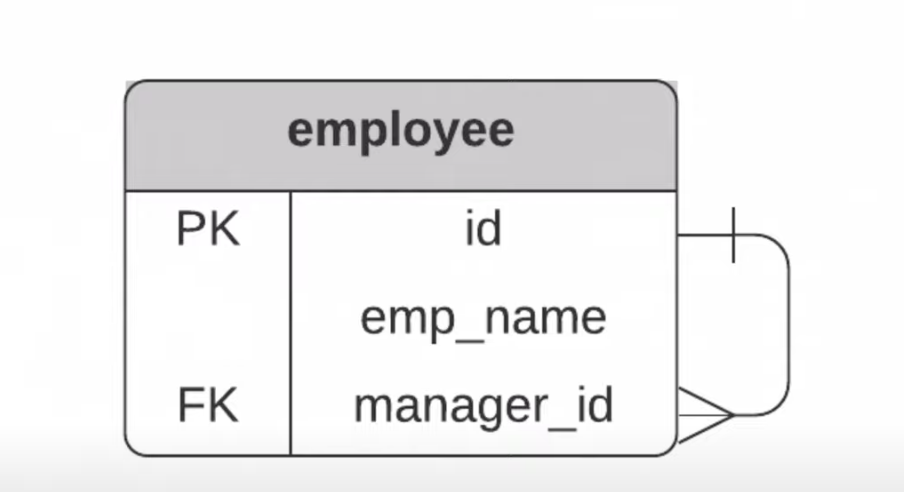 employee
PK id
emp_name
FK manager_id